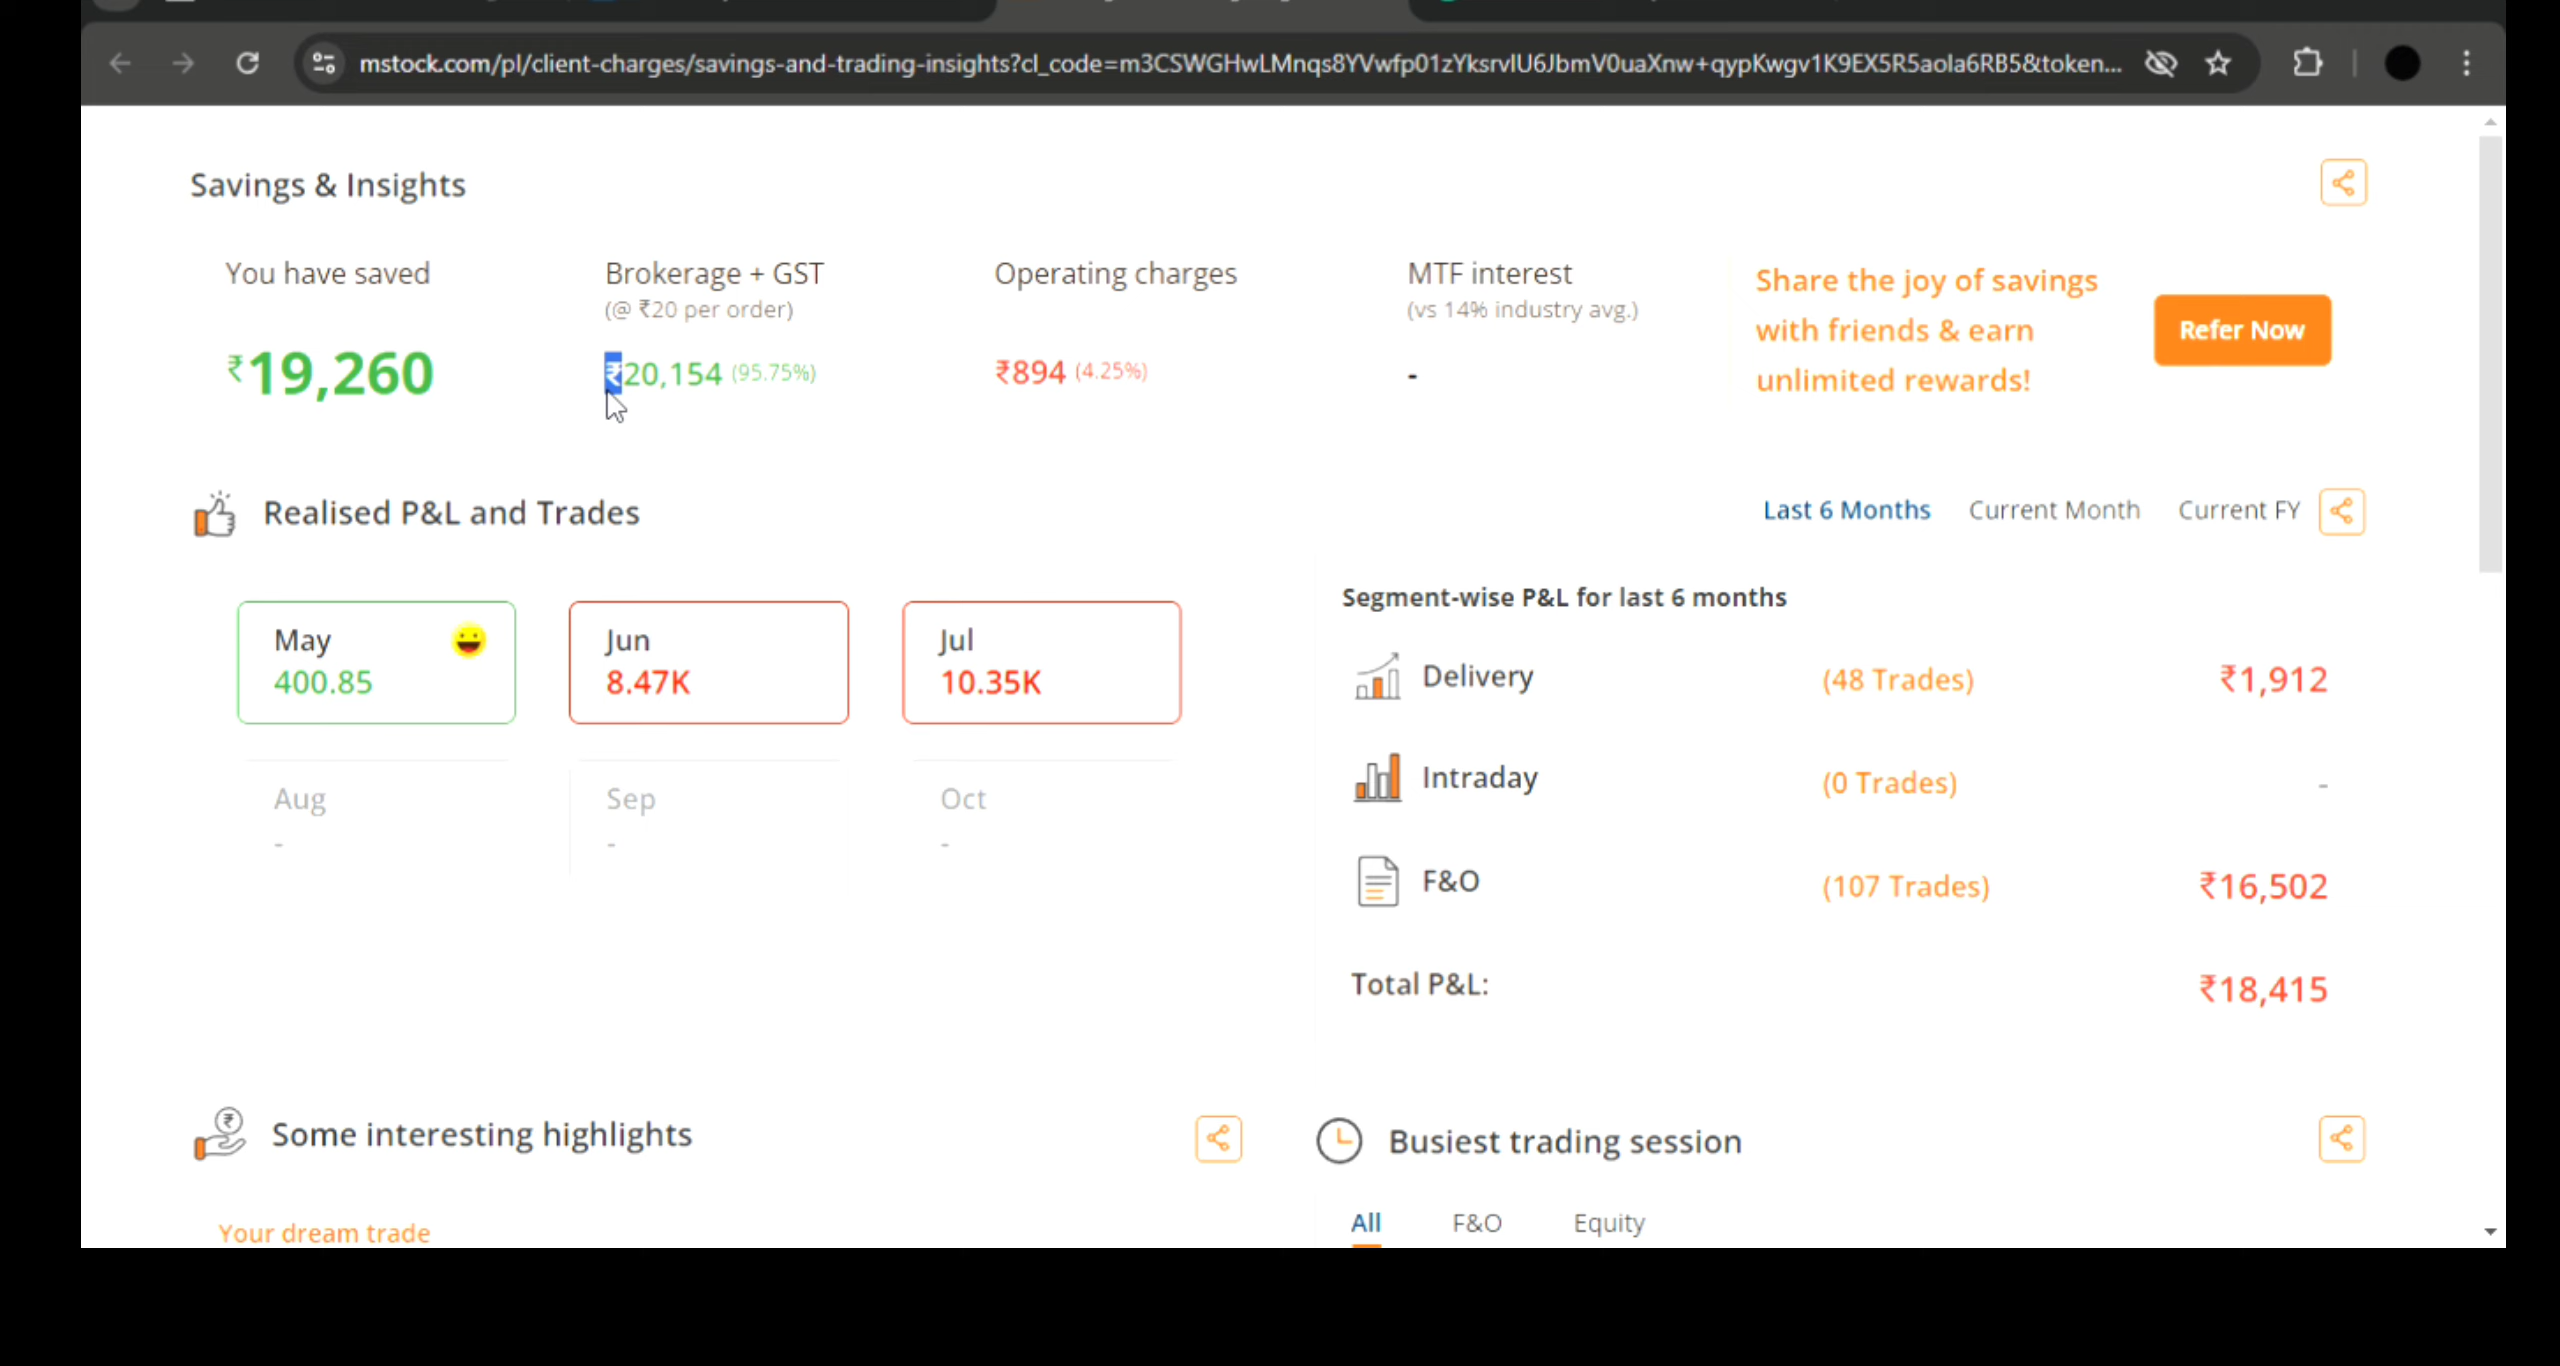 mstock.com/pl/client-charges/savings-and-trading-insights?cl_code=m3CSWGHwLMnqs8YVwfp01zYksrvIU6JbmV0uaXnw+qypKwgv1K9EX5R5aola6RB5&token...
Savings & Insights
You have saved
₹19,260
Brokerage + GST
(@ ₹20 per order)
₹20,154 (95.75%)
Operating charges
₹894 (4.25%)
MTF interest
(vs 14% industry avg.)
-
Share the joy of savings
with friends & earn
unlimited rewards!
Refer Now
Realised P&L and Trades
Last 6 Months Current Month Current FY
May
400.85
Jun
8.47K
Jul
10.35K
Aug
-
Sep
-
Oct
-
Segment-wise P&L for last 6 months
Delivery (48 Trades) ₹1,912
Intraday (0 Trades) -
F&O (107 Trades) ₹16,502
Total P&L: ₹18,415
Some interesting highlights
Your dream trade
Busiest trading session
All F&O Equity